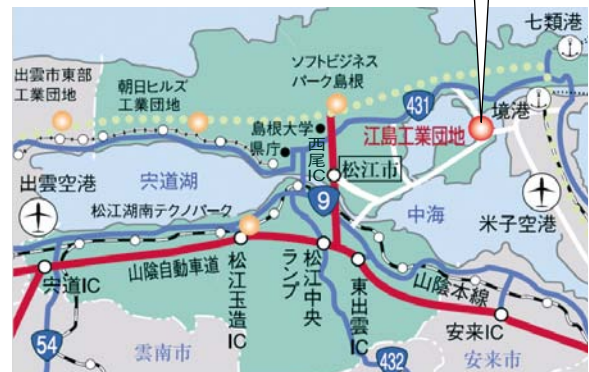 七類港
出雲市東部
工業団地
朝日ヒルズ
工業団地
ソフトビジネス
パーク島根
431
境港
島根大学
県庁
西尾IC
江島工業団地
松江市
出雲空港
宍道湖
9
中海
米子空港
松江湖南テクノパーク
山陰自動車道
宍道IC
松江玉造IC
松江中央ランプ
東出雲IC
山陰本線
安来IC
54
雲南市
432
安来市